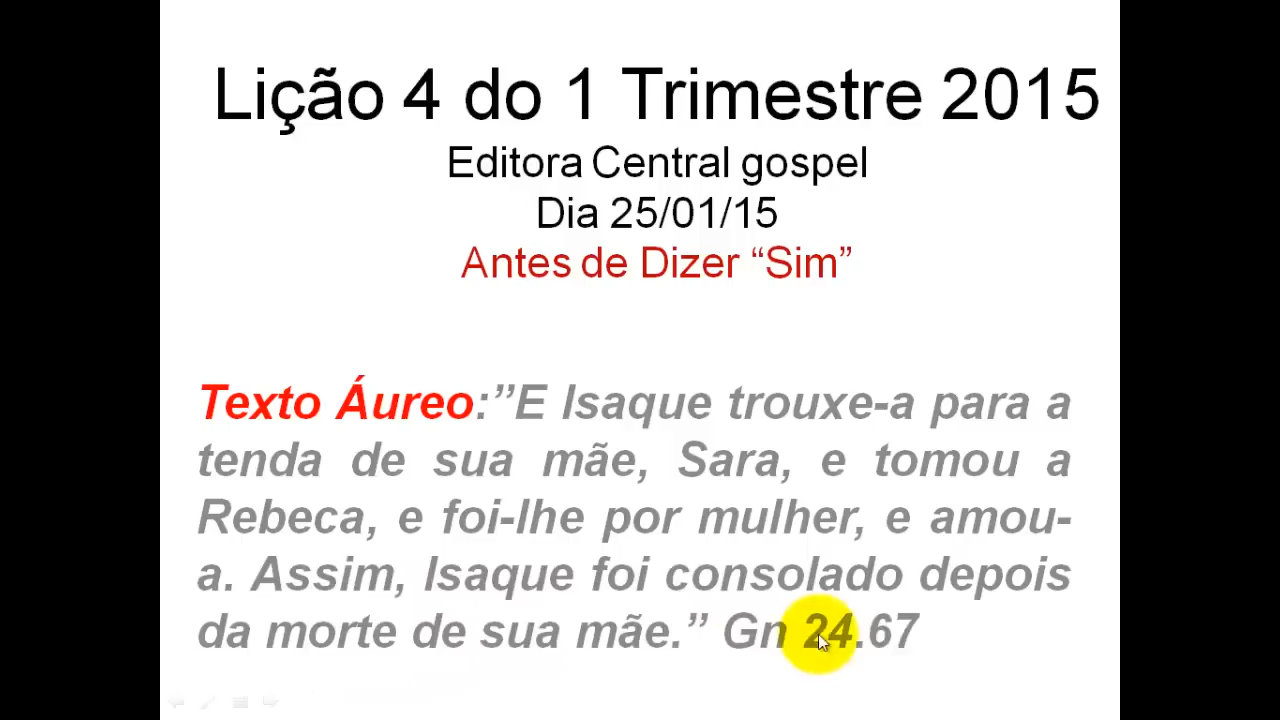 Lição 4 do 1 Trimestre 2015
Editora Central gospel
Dia 25/01/15
Antes de Dizer “Sim”
Texto Áureo:”E Isaque trouxe-a para a
tenda de sua mãe, Sara, e tomou a
Rebeca, e foi-lhe por mulher, e amou-
a. Assim, Isaque foi consolado depois
da morte de sua mãe.” Gn 24.67